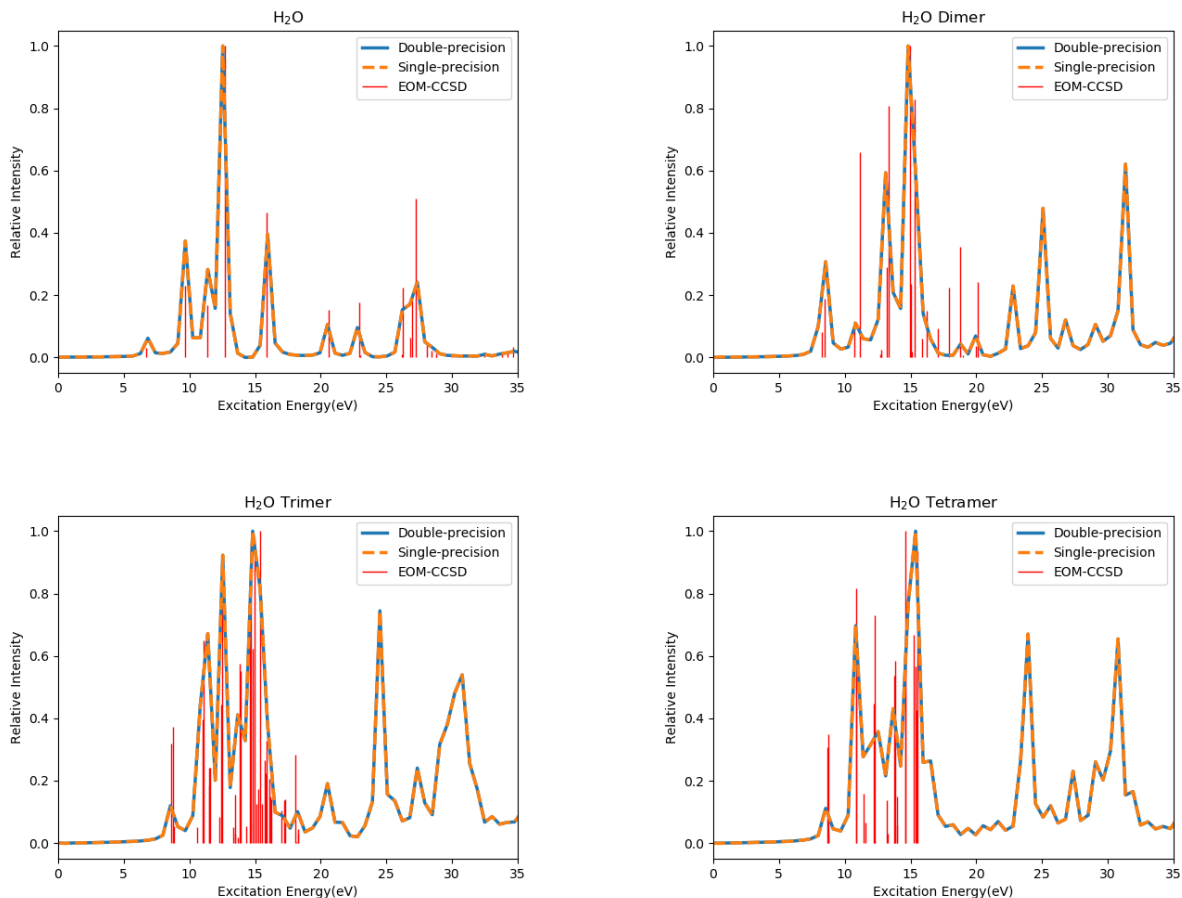 H₂O
Relative Intensity
1.0
0.8
0.6
0.4
0.2
0.0
Double-precision
Single-precision
EOM-CCSD
0 5 10 15 20 25 30 35
Excitation Energy(eV)
H₂O Dimer
Relative Intensity
1.0
0.8
0.6
0.4
0.2
0.0
Double-precision
Single-precision
EOM-CCSD
0 5 10 15 20 25 30 35
Excitation Energy(eV)
H₂O Trimer
Relative Intensity
1.0
0.8
0.6
0.4
0.2
0.0
Double-precision
Single-precision
EOM-CCSD
0 5 10 15 20 25 30 35
Excitation Energy(eV)
H₂O Tetramer
Relative Intensity
1.0
0.8
0.6
0.4
0.2
0.0
Double-precision
Single-precision
EOM-CCSD
0 5 10 15 20 25 30 35
Excitation Energy(eV)